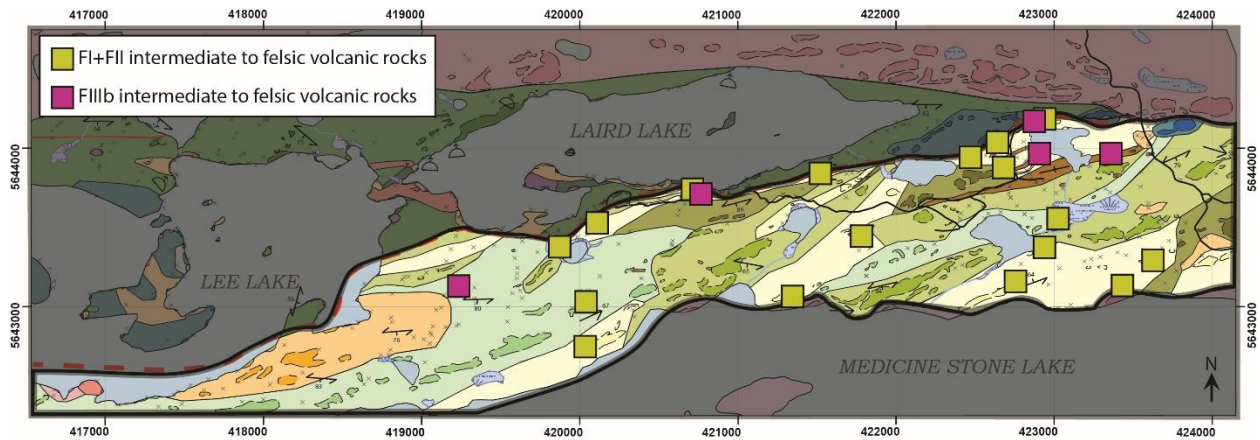 417000 418000 419000 420000 421000 422000 423000 424000
FI+FII intermediate to felsic volcanic rocks
FIIIb intermediate to felsic volcanic rocks
LAIRD LAKE
5644000 5644000
LEE LAKE
5643000 5643000
MEDICINE STONE LAKE
N
417000 418000 419000 420000 421000 422000 423000 424000